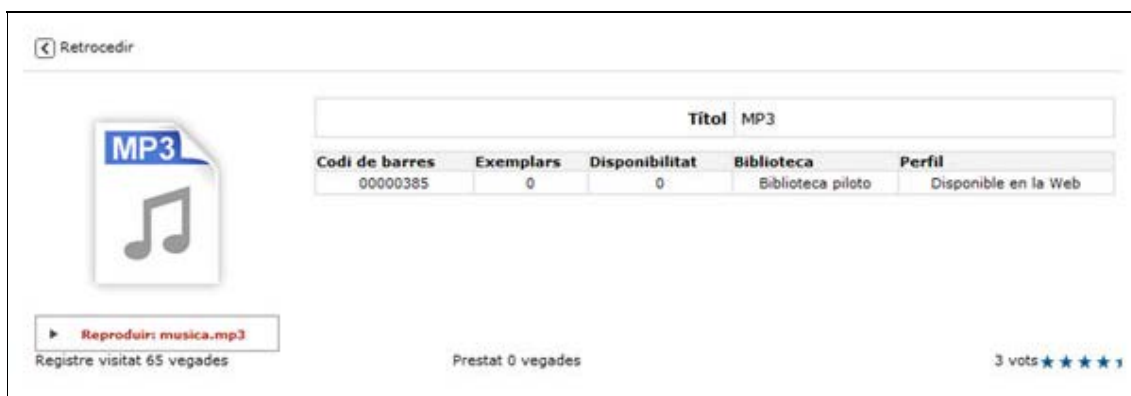 Retrocedir
MP3
Títol MP3
Codi de barres Exemplars Disponibilitat Biblioteca Perfil
00000385 0 0 Biblioteca piloto Disponible en la Web
Reproduir: musica.mp3
Registre visitat 65 vegades Prestat 0 vegades 3 vots